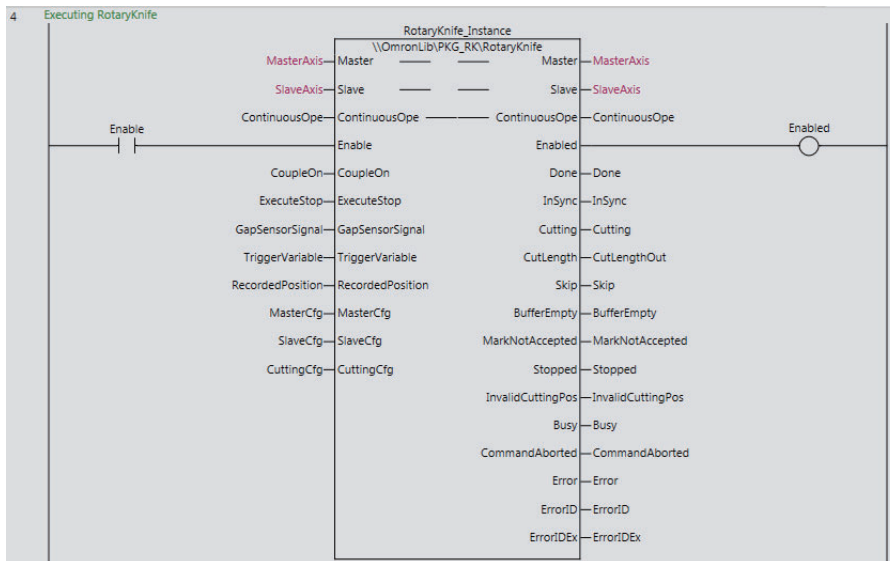 4 Executing RotaryKnife
RotaryKnife_Instance
\\OmronLib\PKG_RK\RotaryKnife
MasterAxis Master Master MasterAxis
SlaveAxis Slave Slave SlaveAxis
ContinuousOpe ContinuousOpe ContinuousOpe ContinuousOpe
Enable Enabled
Enable Enabled
CoupleOn CoupleOn Done Done
ExecuteStop ExecuteStop InSync InSync
GapSensorSignal GapSensorSignal Cutting Cutting
TriggerVariable TriggerVariable CutLength CutLengthOut
RecordedPosition RecordedPosition Skip Skip
MasterCfg MasterCfg BufferEmpty BufferEmpty
SlaveCfg SlaveCfg MarkNotAccepted MarkNotAccepted
CuttingCfg CuttingCfg Stopped Stopped
InvalidCuttingPos InvalidCuttingPos
Busy Busy
CommandAborted CommandAborted
Error Error
ErrorID ErrorID
ErrorIDEx ErrorIDEx